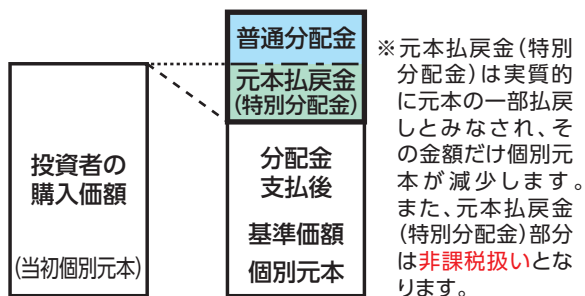 投資者の
購入価額
(当初個別元本)
普通分配金
元本払戻金
(特別分配金)
分配金
支払後
基準価額
個別元本
※元本払戻金(特別
分配金)は実質的
に元本の一部払戻
しとみなされ、そ
の金額だけ個別元
本が減少します。
また、元本払戻金
(特別分配金)部分
は非課税扱いとな
ります。